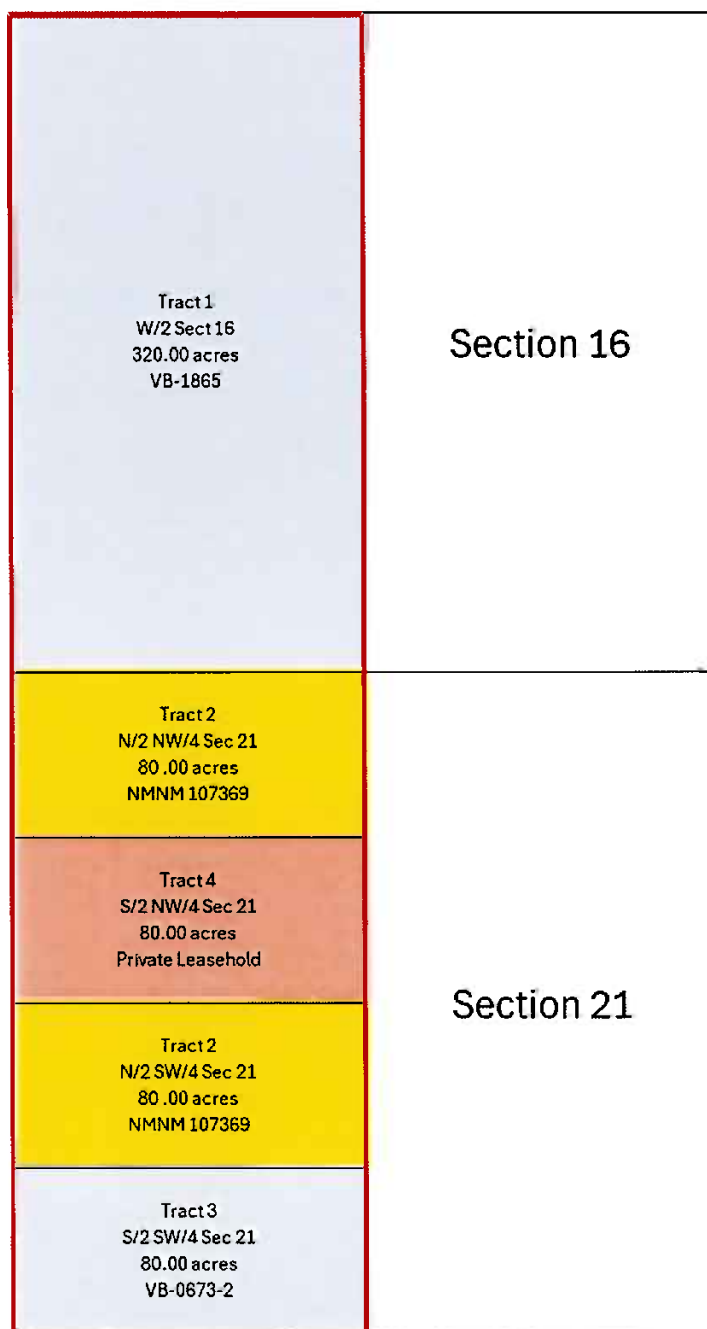 Tract 1
W/2 Sect 16
320.00 acres
VB-1865
Section 16
Tract 2
N/2 NW/4 Sec 21
80.00 acres
NMNM 107369
Tract 4
S/2 NW/4 Sec 21
80.00 acres
Private Leasehold
Section 21
Tract 2
N/2 SW/4 Sec 21
80.00 acres
NMNM 107369
Tract 3
S/2 SW/4 Sec 21
80.00 acres
VB-0673-2